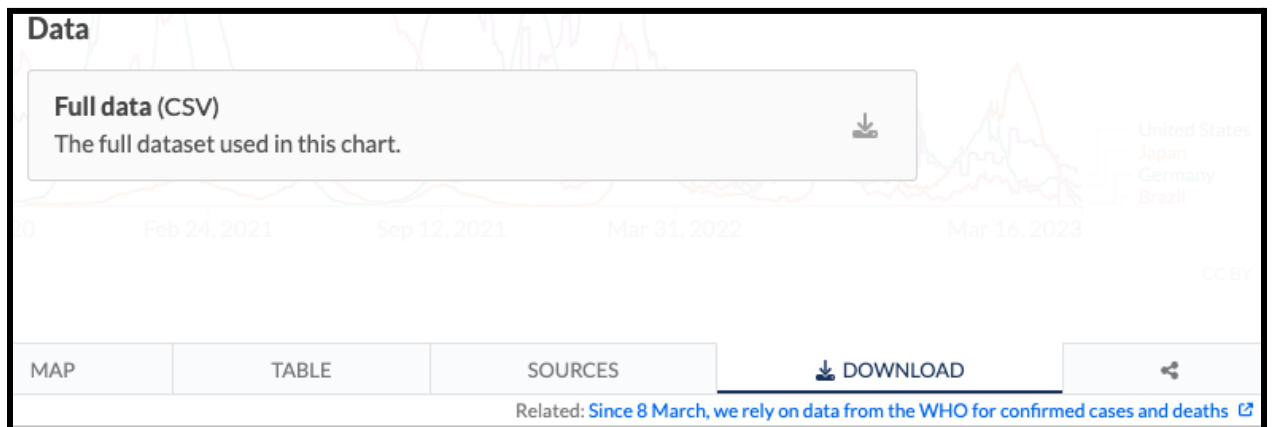 Data
Full data (CSV)
The full dataset used in this chart.
United States
Japan
Germany
Brazil
20 Feb 24, 2021 Sep 12, 2021 Mar 31, 2022 Mar 16, 2023
CC BY
MAP TABLE SOURCES DOWNLOAD
Related: Since 8 March, we rely on data from the WHO for confirmed cases and deaths